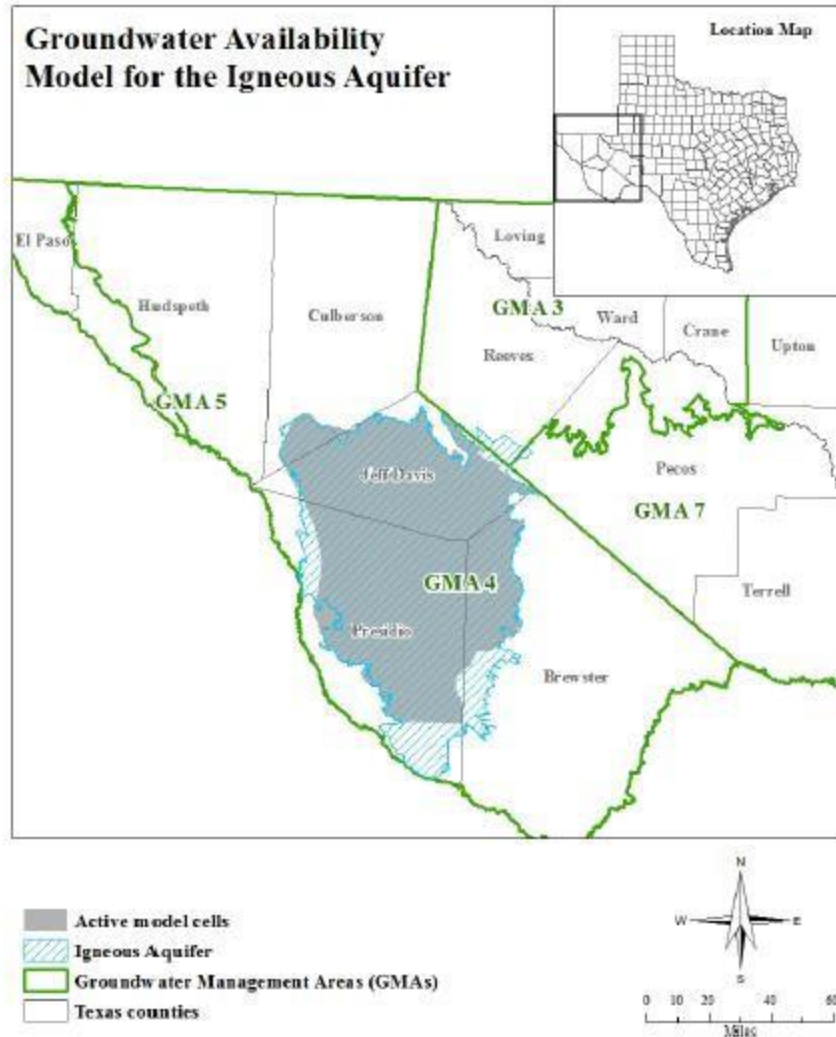 Groundwater Availability
Model for the Igneous Aquifer
Location Map
El Paso
Hudspeth
Culberson
Loving
GMA 3
Ward
Reeves
Crane
Upton
GMA 5
Jeff Davis
Pecos
GMA 7
GMA 4
Terrell
Presidio
Brewster
N
W E
S
Active model cells
Igneous Aquifer
Groundwater Management Areas (GMAs)
Texas counties
0 10 20 40 60
Miles